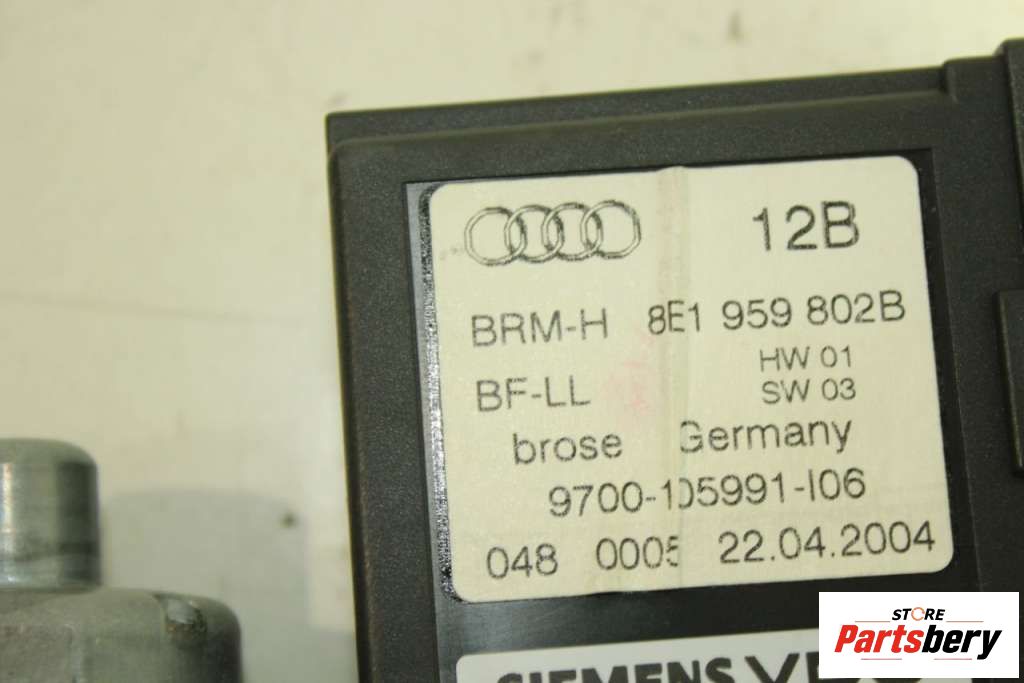 12B
BRM-H 8E1 959 802B
HW 01
BF-LL
SW 03
brose Germany
9700-105991-I06
048 0005 22.04.2004
SIEMENS
STORE
Partsbery